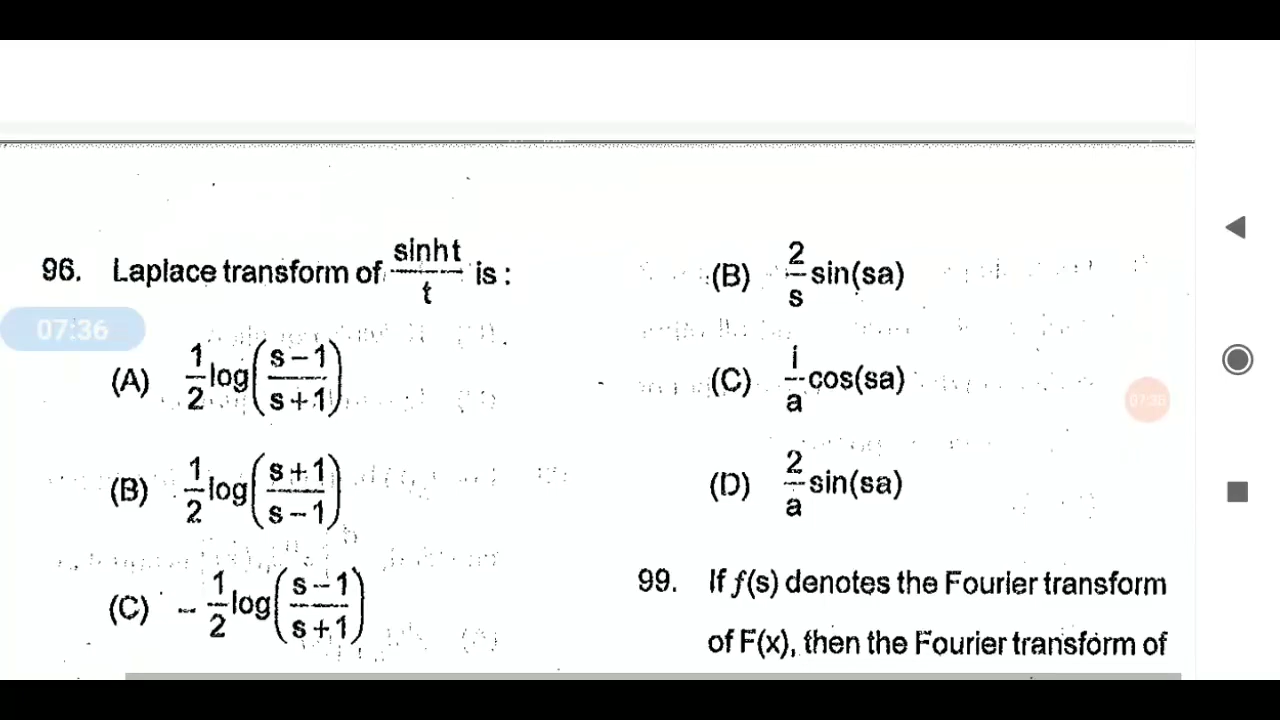 96. Laplace transform of sinht/t is :
(A) 1/2 log((s-1)/(s+1))
(B) 1/2 log((s+1)/(s-1))
(C) -1/2 log((s-1)/(s+1))
(B) 2/s sin(sa)
(C) i/a cos(sa)
(D) 2/a sin(sa)
99. If f(s) denotes the Fourier transform
of F(x), then the Fourier transform of
07:36
07:36